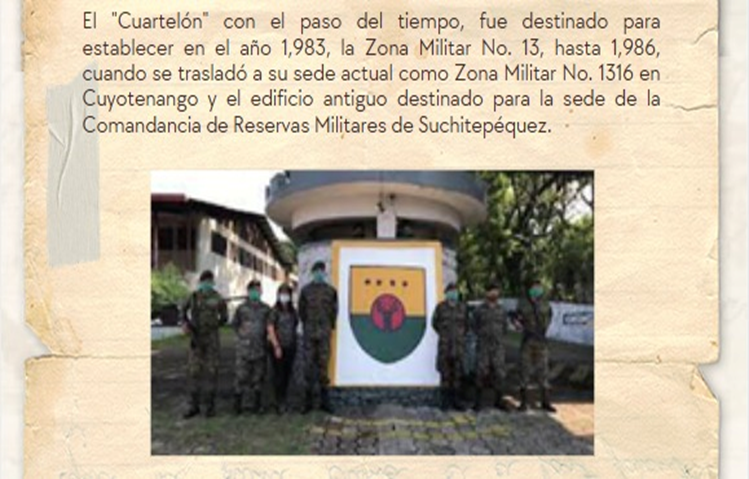 El "Cuartelón" con el paso del tiempo, fue destinado para
establecer en el año 1,983, la Zona Militar No. 13, hasta 1,986,
cuando se trasladó a su sede actual como Zona Militar No. 1316 en
Cuyotenango y el edificio antiguo destinado para la sede de la
Comandancia de Reservas Militares de Suchitepéquez.